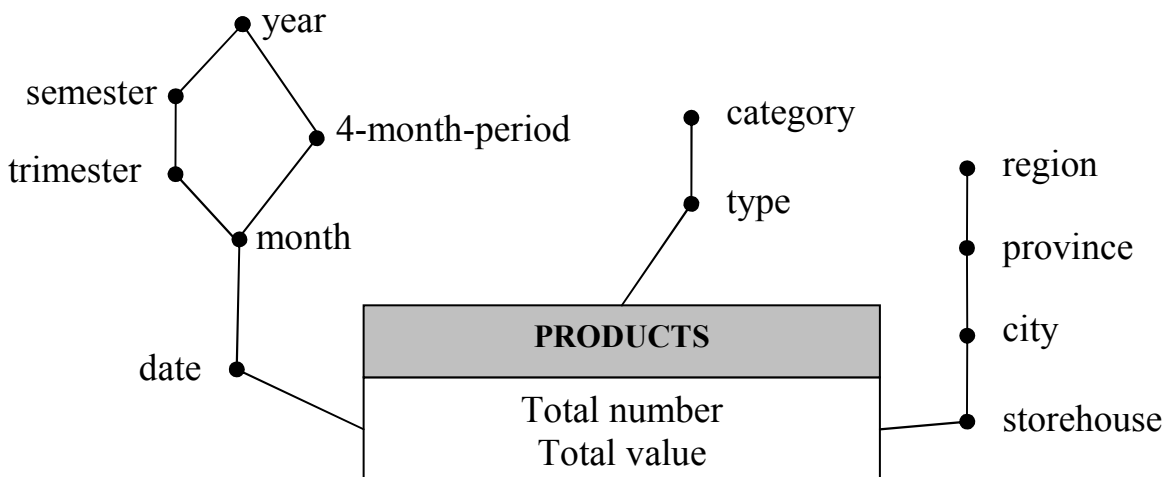 year
semester
4-month-period
trimester
month
date
category
type
region
province
city
storehouse
PRODUCTS
Total number
Total value